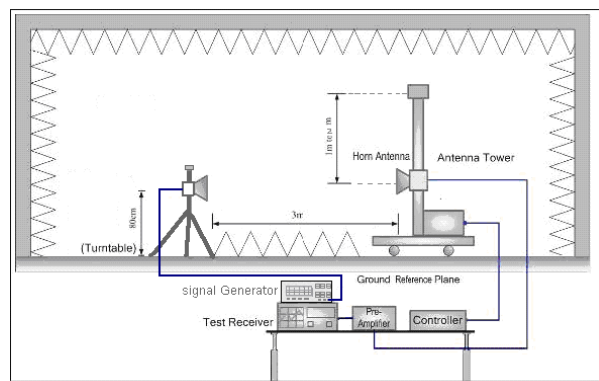 1m to 4 m
Horn Antenna
Antenna Tower
3m
80cm
(Turntable)
Ground Reference Plane
signal Generator
Test Receiver
Pre-
Amplifier
Controller